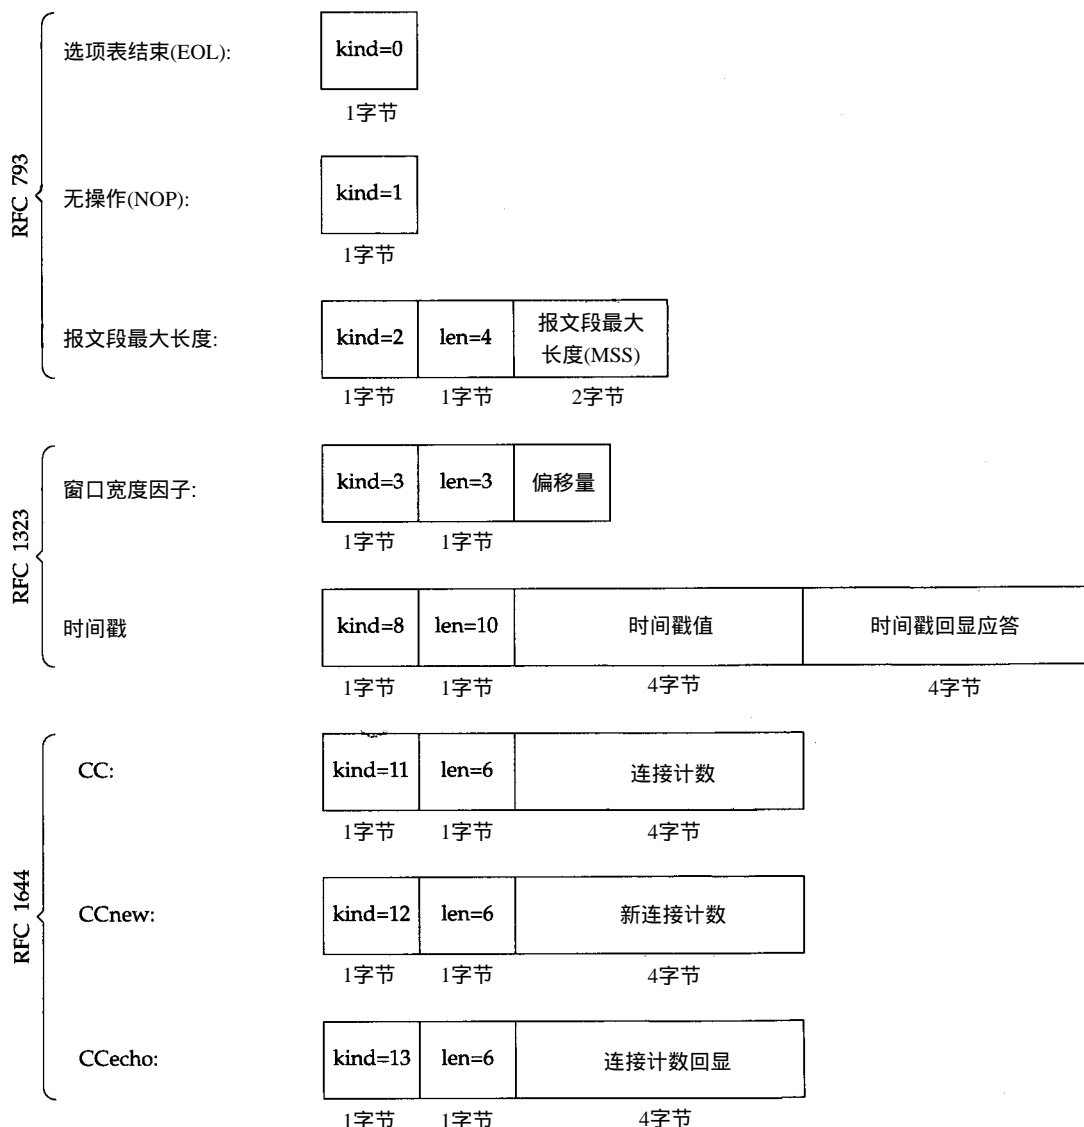 RFC 793
选项表结束(EOL):
kind=0
1字节
无操作(NOP):
kind=1
1字节
报文段最大长度:
kind=2 len=4 报文段最大
长度(MSS)
1字节 1字节 2字节
RFC 1323
窗口宽度因子:
kind=3 len=3 偏移量
1字节 1字节
时间戳
kind=8 len=10 时间戳值 时间戳回显应答
1字节 1字节 4字节 4字节
RFC 1644
CC:
kind=11 len=6 连接计数
1字节 1字节 4字节
CCnew:
kind=12 len=6 新连接计数
1字节 1字节 4字节
CCecho:
kind=13 len=6 连接计数回显
1字节 1字节 4字节